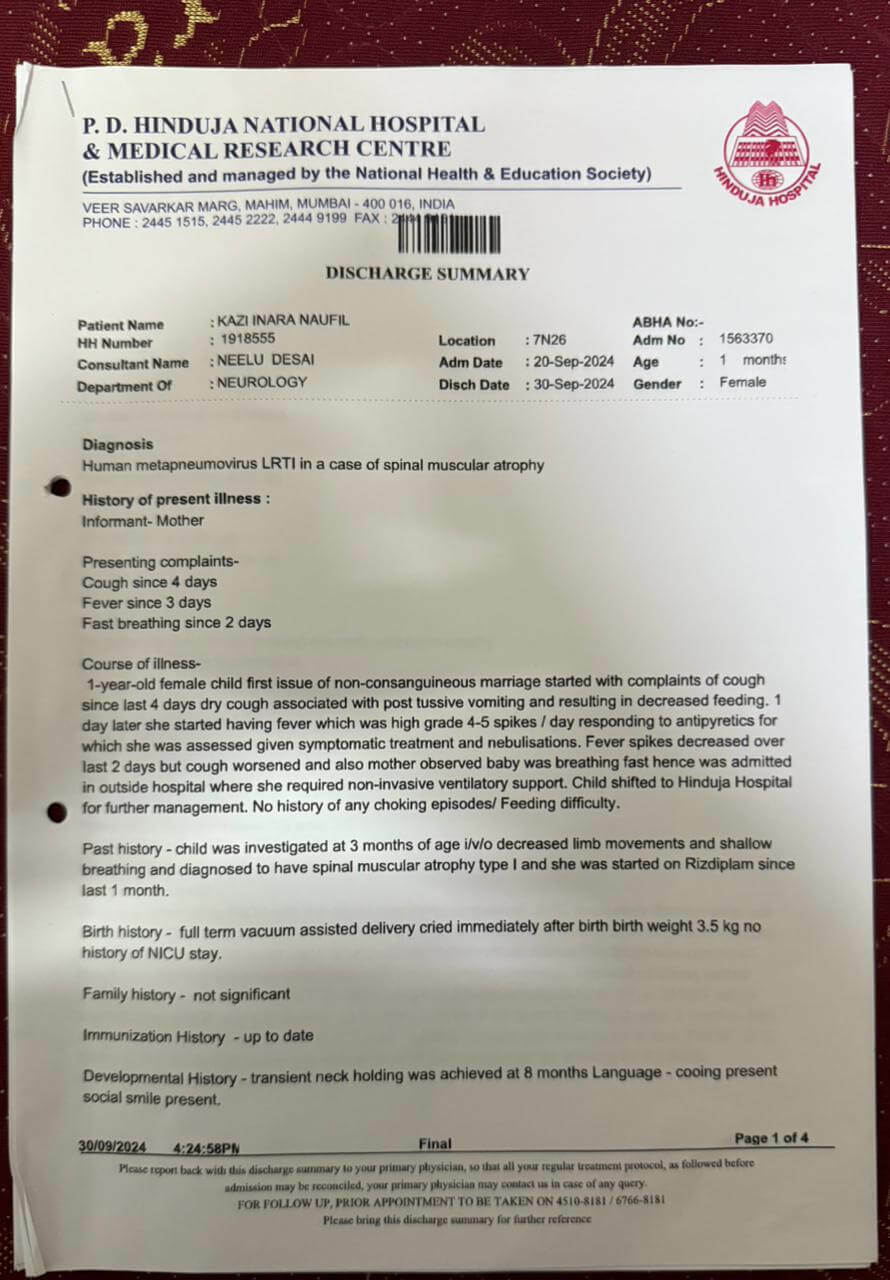 P. D. HINDUJA NATIONAL HOSPITAL
& MEDICAL RESEARCH CENTRE
(Established and managed by the National Health & Education Society)
HINDUJA HOSPITAL
VEER SAVARKAR MARG, MAHIM, MUMBAI - 400 016, INDIA
PHONE : 2445 1515, 2445 2222, 2444 9199 FAX :
DISCHARGE SUMMARY
Patient Name : KAZI INARA NAUFIL ABHA No:-
HH Number : 1918555 Location : 7N26 Adm No : 1563370
Consultant Name : NEELU DESAI Adm Date : 20-Sep-2024 Age : 1 months
Department Of : NEUROLOGY Disch Date : 30-Sep-2024 Gender : Female
Diagnosis
Human metapneumovirus LRTI in a case of spinal muscular atrophy
History of present illness :
Informant- Mother
Presenting complaints-
Cough since 4 days
Fever since 3 days
Fast breathing since 2 days
Course of illness-
1-year-old female child first issue of non-consanguineous marriage started with complaints of cough
since last 4 days dry cough associated with post tussive vomiting and resulting in decreased feeding. 1
day later she started having fever which was high grade 4-5 spikes / day responding to antipyretics for
which she was assessed given symptomatic treatment and nebulisations. Fever spikes decreased over
last 2 days but cough worsened and also mother observed baby was breathing fast hence was admitted
in outside hospital where she required non-invasive ventilatory support. Child shifted to Hinduja Hospital
for further management. No history of any choking episodes/ Feeding difficulty.
Past history - child was investigated at 3 months of age i/v/o decreased limb movements and shallow
breathing and diagnosed to have spinal muscular atrophy type I and she was started on Rizdiplam since
last 1 month.
Birth history - full term vacuum assisted delivery cried immediately after birth birth weight 3.5 kg no
history of NICU stay.
Family history - not significant
Immunization History - up to date
Developmental History - transient neck holding was achieved at 8 months Language - cooing present
social smile present.
30/09/2024 4:24:58PM Final Page 1 of 4
Please report back with this discharge summary to your primary physician, so that all your regular treatment protocol, as followed before
admission may be reconciled, your primary physician may contact us in case of any query.
FOR FOLLOW UP, PRIOR APPOINTMENT TO BE TAKEN ON 4510-8181 / 6766-8181
Please bring this discharge summary for further reference